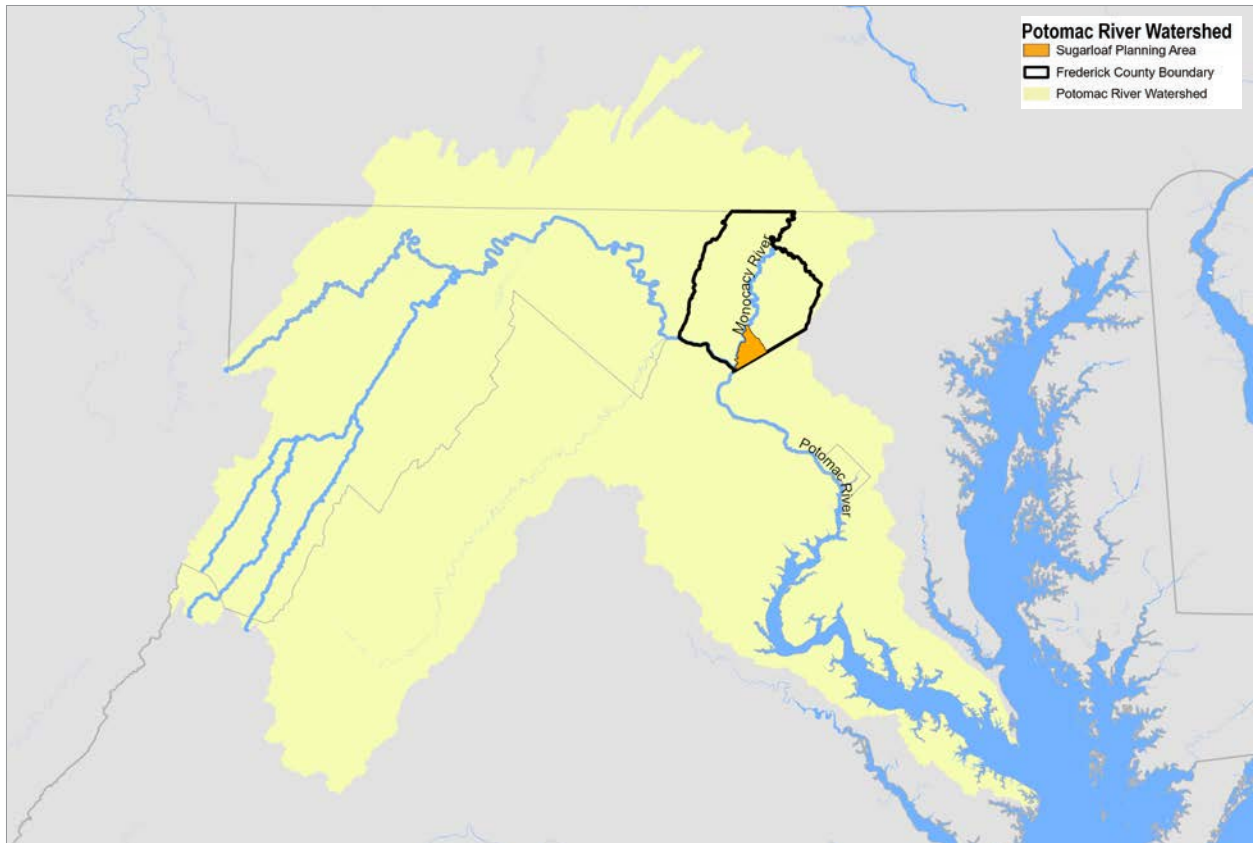 Potomac River Watershed
Sugarloaf Planning Area
Frederick County Boundary
Potomac River Watershed
Monocacy River
Potomac River